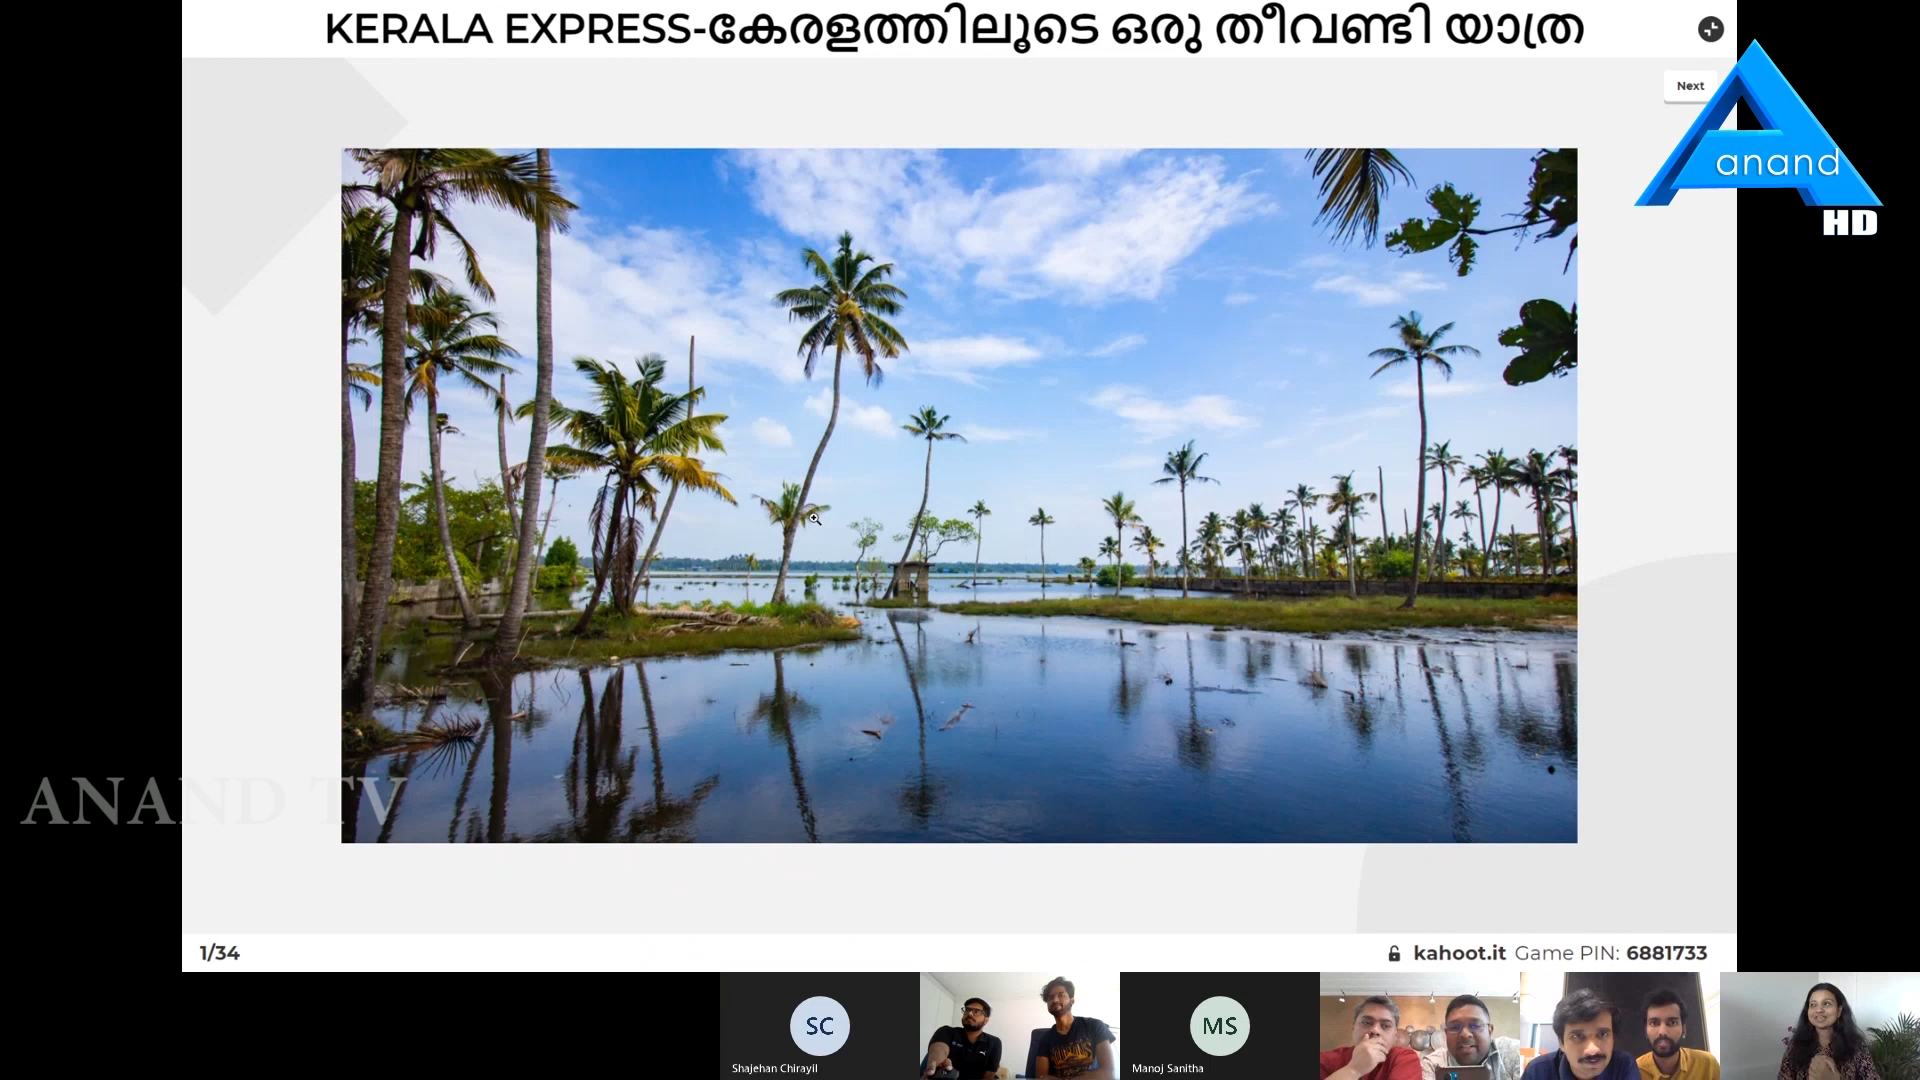 KERALA EXPRESS-കേരളത്തിലൂടെ ഒരു തീവണ്ടി യാത്ര
Next
anand
HD
ANAND TV
1/34
kahoot.it Game PIN: 6881733
SC
Shajehan Chirayil
MS
Manoj Sanitha